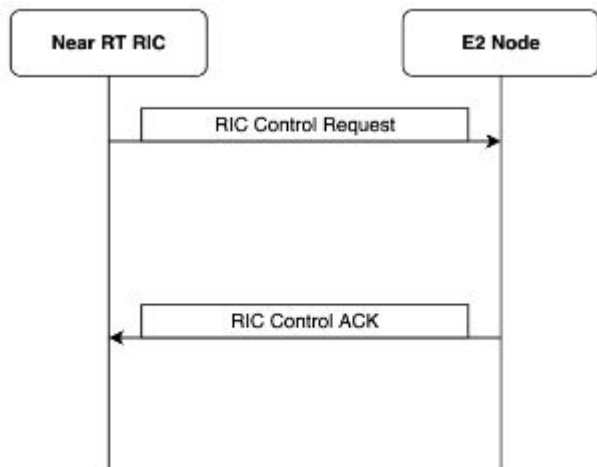 Near RT RIC
E2 Node
RIC Control Request
RIC Control ACK